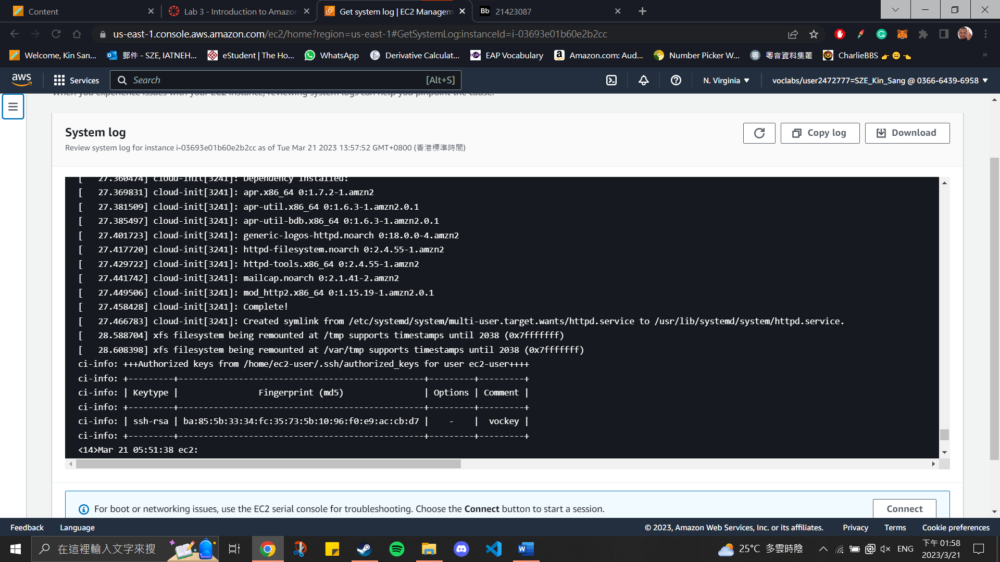 Content
Lab 3 - Introduction to Amazon
Get system log | EC2 Managem
Bb 21423087
us-east-1.console.aws.amazon.com/ec2/home?region=us-east-1#GetSystemLog:instanceId=i-03693e01b60e2b2cc
Welcome, Kin San...
郵件 - SZE, IATNEH...
eStudent | The Ho...
WhatsApp
Derivative Calculat...
EAP Vocabulary
Amazon.com: Aud...
Number Picker W...
粵音資料集叢
CharlieBBS 👉😑👈
»
aws
Services
Search [Alt+S]
N. Virginia
voclabs/user2472777=SZE_Kin_Sang @ 0366-6439-6958
When you experience issues with your EC2 instance, reviewing system logs can help you pinpoint the cause.
System log
Review system log for instance i-03693e01b60e2b2cc as of Tue Mar 21 2023 13:57:52 GMT+0800 (香港標準時間)
Copy log
Download
[   27.360474] cloud-init[3241]: Dependency Installed:
[   27.369831] cloud-init[3241]: apr.x86_64 0:1.7.2-1.amzn2
[   27.381509] cloud-init[3241]: apr-util.x86_64 0:1.6.3-1.amzn2.0.1
[   27.385497] cloud-init[3241]: apr-util-bdb.x86_64 0:1.6.3-1.amzn2.0.1
[   27.401723] cloud-init[3241]: generic-logos-httpd.noarch 0:18.0.0-4.amzn2
[   27.417720] cloud-init[3241]: httpd-filesystem.noarch 0:2.4.55-1.amzn2
[   27.429722] cloud-init[3241]: httpd-tools.x86_64 0:2.4.55-1.amzn2
[   27.441742] cloud-init[3241]: mailcap.noarch 0:2.1.41-2.amzn2
[   27.449506] cloud-init[3241]: mod_http2.x86_64 0:1.15.19-1.amzn2.0.1
[   27.458428] cloud-init[3241]: Complete!
[   27.466783] cloud-init[3241]: Created symlink from /etc/systemd/system/multi-user.target.wants/httpd.service to /usr/lib/systemd/system/httpd.service.
[   28.588704] xfs filesystem being remounted at /tmp supports timestamps until 2038 (0x7fffffff)
[   28.608398] xfs filesystem being remounted at /var/tmp supports timestamps until 2038 (0x7fffffff)
ci-info: +++Authorized keys from /home/ec2-user/.ssh/authorized_keys for user ec2-user++++
ci-info: +---------+-------------------------------------------------+---------+---------+
ci-info: | Keytype |                Fingerprint (md5)                | Options | Comment |
ci-info: +---------+-------------------------------------------------+---------+---------+
ci-info: | ssh-rsa | ba:85:5b:33:34:fc:35:73:5b:10:96:f0:e9:ac:cb:d7 |    -    |  vockey |
ci-info: +---------+-------------------------------------------------+---------+---------+
<14>Mar 21 05:51:38 ec2:
For boot or networking issues, use the EC2 serial console for troubleshooting. Choose the Connect button to start a session.
Connect
Feedback
Language
© 2023, Amazon Web Services, Inc. or its affiliates.
Privacy
Terms
Cookie preferences
在這裡輸入文字來搜
25°C 多雲時陰
ENG
下午 01:58
2023/3/21